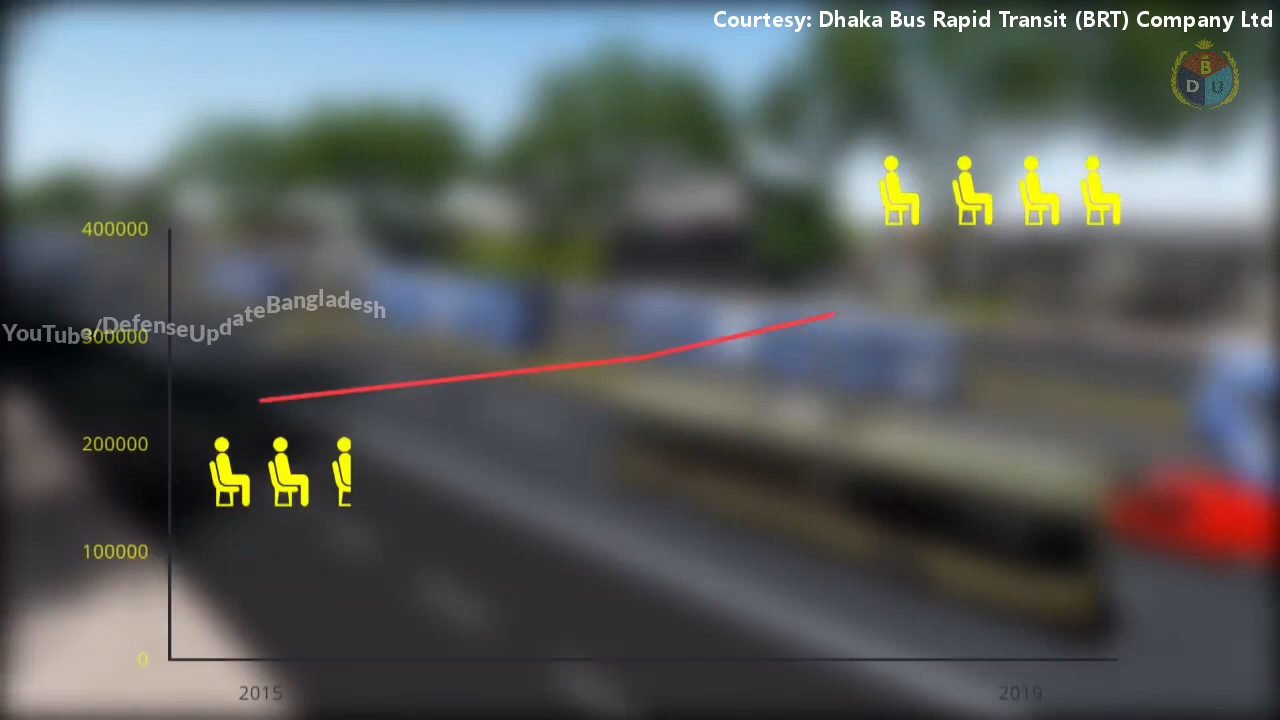 Courtesy: Dhaka Bus Rapid Transit (BRT) Company Ltd
B
D U
400000
YouTube/DefenseUpdateBangladesh
300000
200000
100000
0
2015 2019